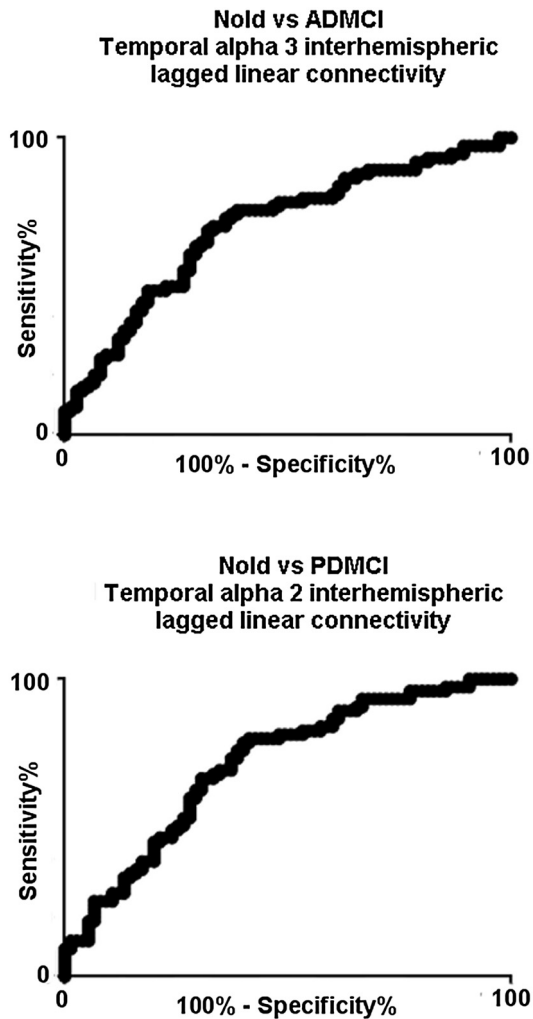 Nold vs ADMCI
Temporal alpha 3 interhemispheric
lagged linear connectivity
100
Sensitivity%
0
0
100% - Specificity%
100
Nold vs PDMCI
Temporal alpha 2 interhemispheric
lagged linear connectivity
100
Sensitivity%
0
0
100% - Specificity%
100